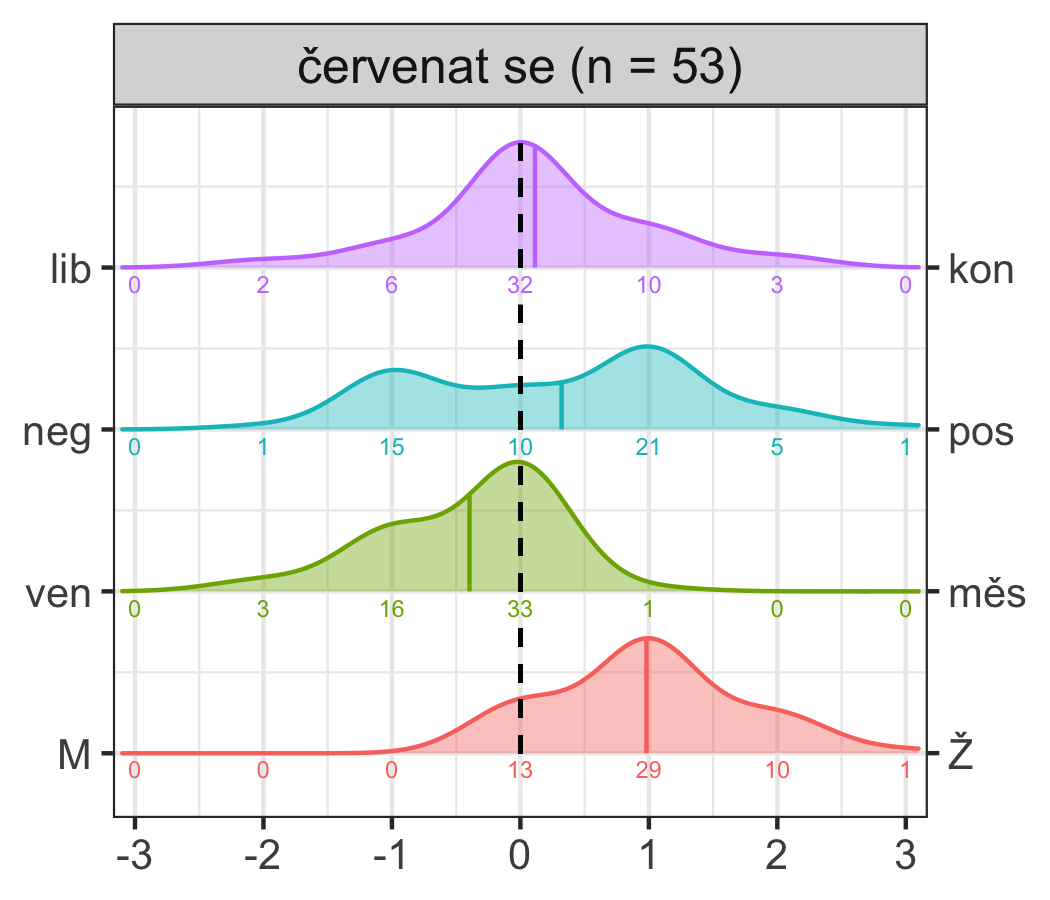 červenat se (n = 53)
lib kon
0 2 6 32 10 3 0
neg pos
0 1 15 10 21 5 1
ven měs
0 3 16 33 1 0 0
M Ž
0 0 0 13 29 10 1
-3 -2 -1 0 1 2 3